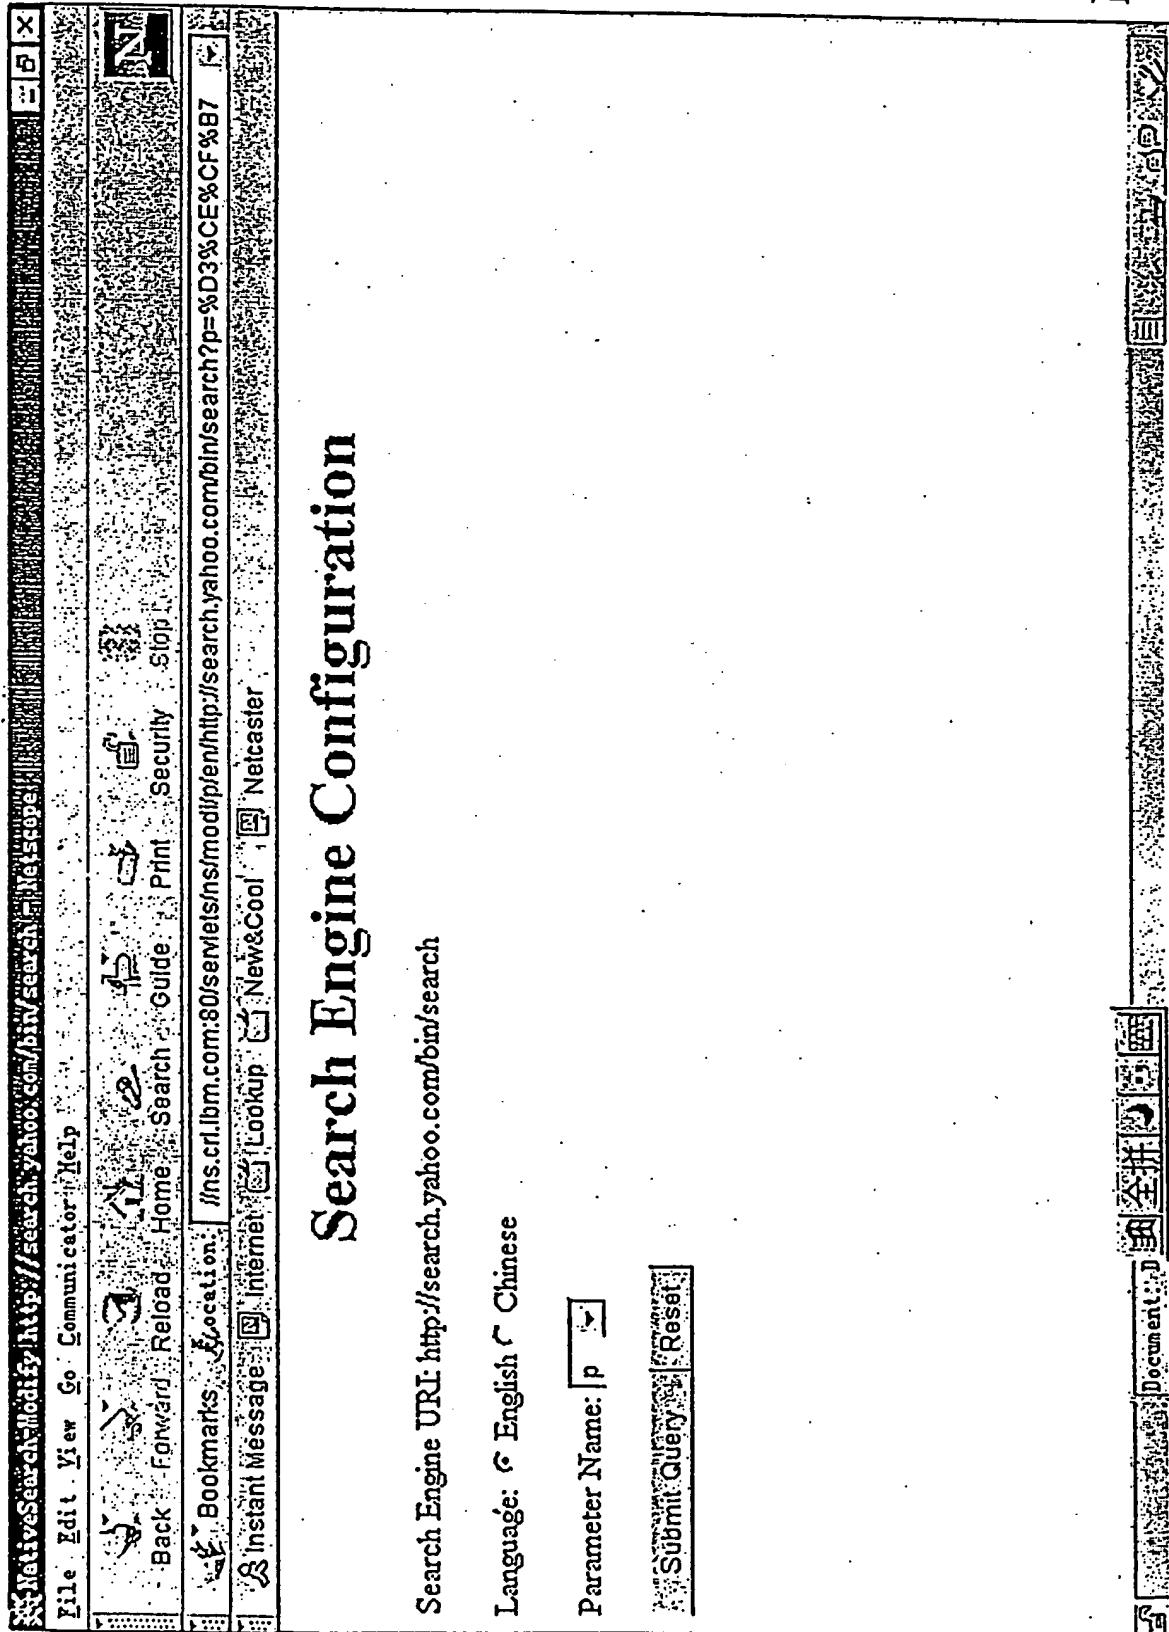 NativeSearch-Modify http://search.yahoo.com/bin/search - Netscape
File Edit View Go Communicator Help
Back Forward Reload Home Search Guide Print Security Stop
N
Bookmarks Location: //ns.crl.ibm.com:80/servlets/ns/modi/p/en/http://search.yahoo.com/bin/search?p=%D3%CE%CF%B7
Instant Message Internet Lookup New&Cool Netcaster
Search Engine Configuration
Search Engine URI: http://search.yahoo.com/bin/search
Language: English Chinese
Parameter Name: p
Submit Query Reset
Document: D
全拼